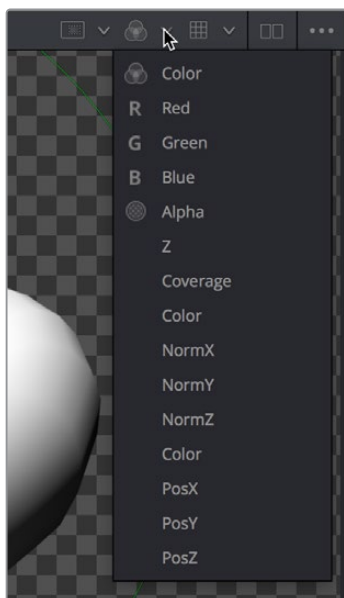 Color
R Red
G Green
B Blue
Alpha
Z
Coverage
Color
NormX
NormY
NormZ
Color
PosX
PosY
PosZ